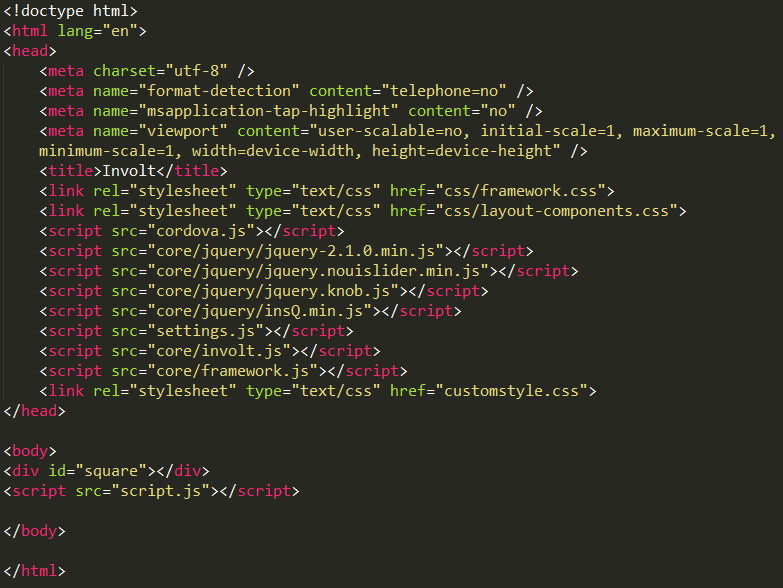 <!doctype html>
<html lang="en">
<head>
    <meta charset="utf-8" />
    <meta name="format-detection" content="telephone=no" />
    <meta name="msapplication-tap-highlight" content="no" />
    <meta name="viewport" content="user-scalable=no, initial-scale=1, maximum-scale=1,
    minimum-scale=1, width=device-width, height=device-height" />
    <title>Involt</title>
    <link rel="stylesheet" type="text/css" href="css/framework.css">
    <link rel="stylesheet" type="text/css" href="css/layout-components.css">
    <script src="cordova.js"></script>
    <script src="core/jquery/jquery-2.1.0.min.js"></script>
    <script src="core/jquery/jquery.nouislider.min.js"></script>
    <script src="core/jquery/jquery.knob.js"></script>
    <script src="core/jquery/insQ.min.js"></script>
    <script src="settings.js"></script>
    <script src="core/involt.js"></script>
    <script src="core/framework.js"></script>
    <link rel="stylesheet" type="text/css" href="customstyle.css">
</head>

<body>
<div id="square"></div>
<script src="script.js"></script>

</body>

</html>